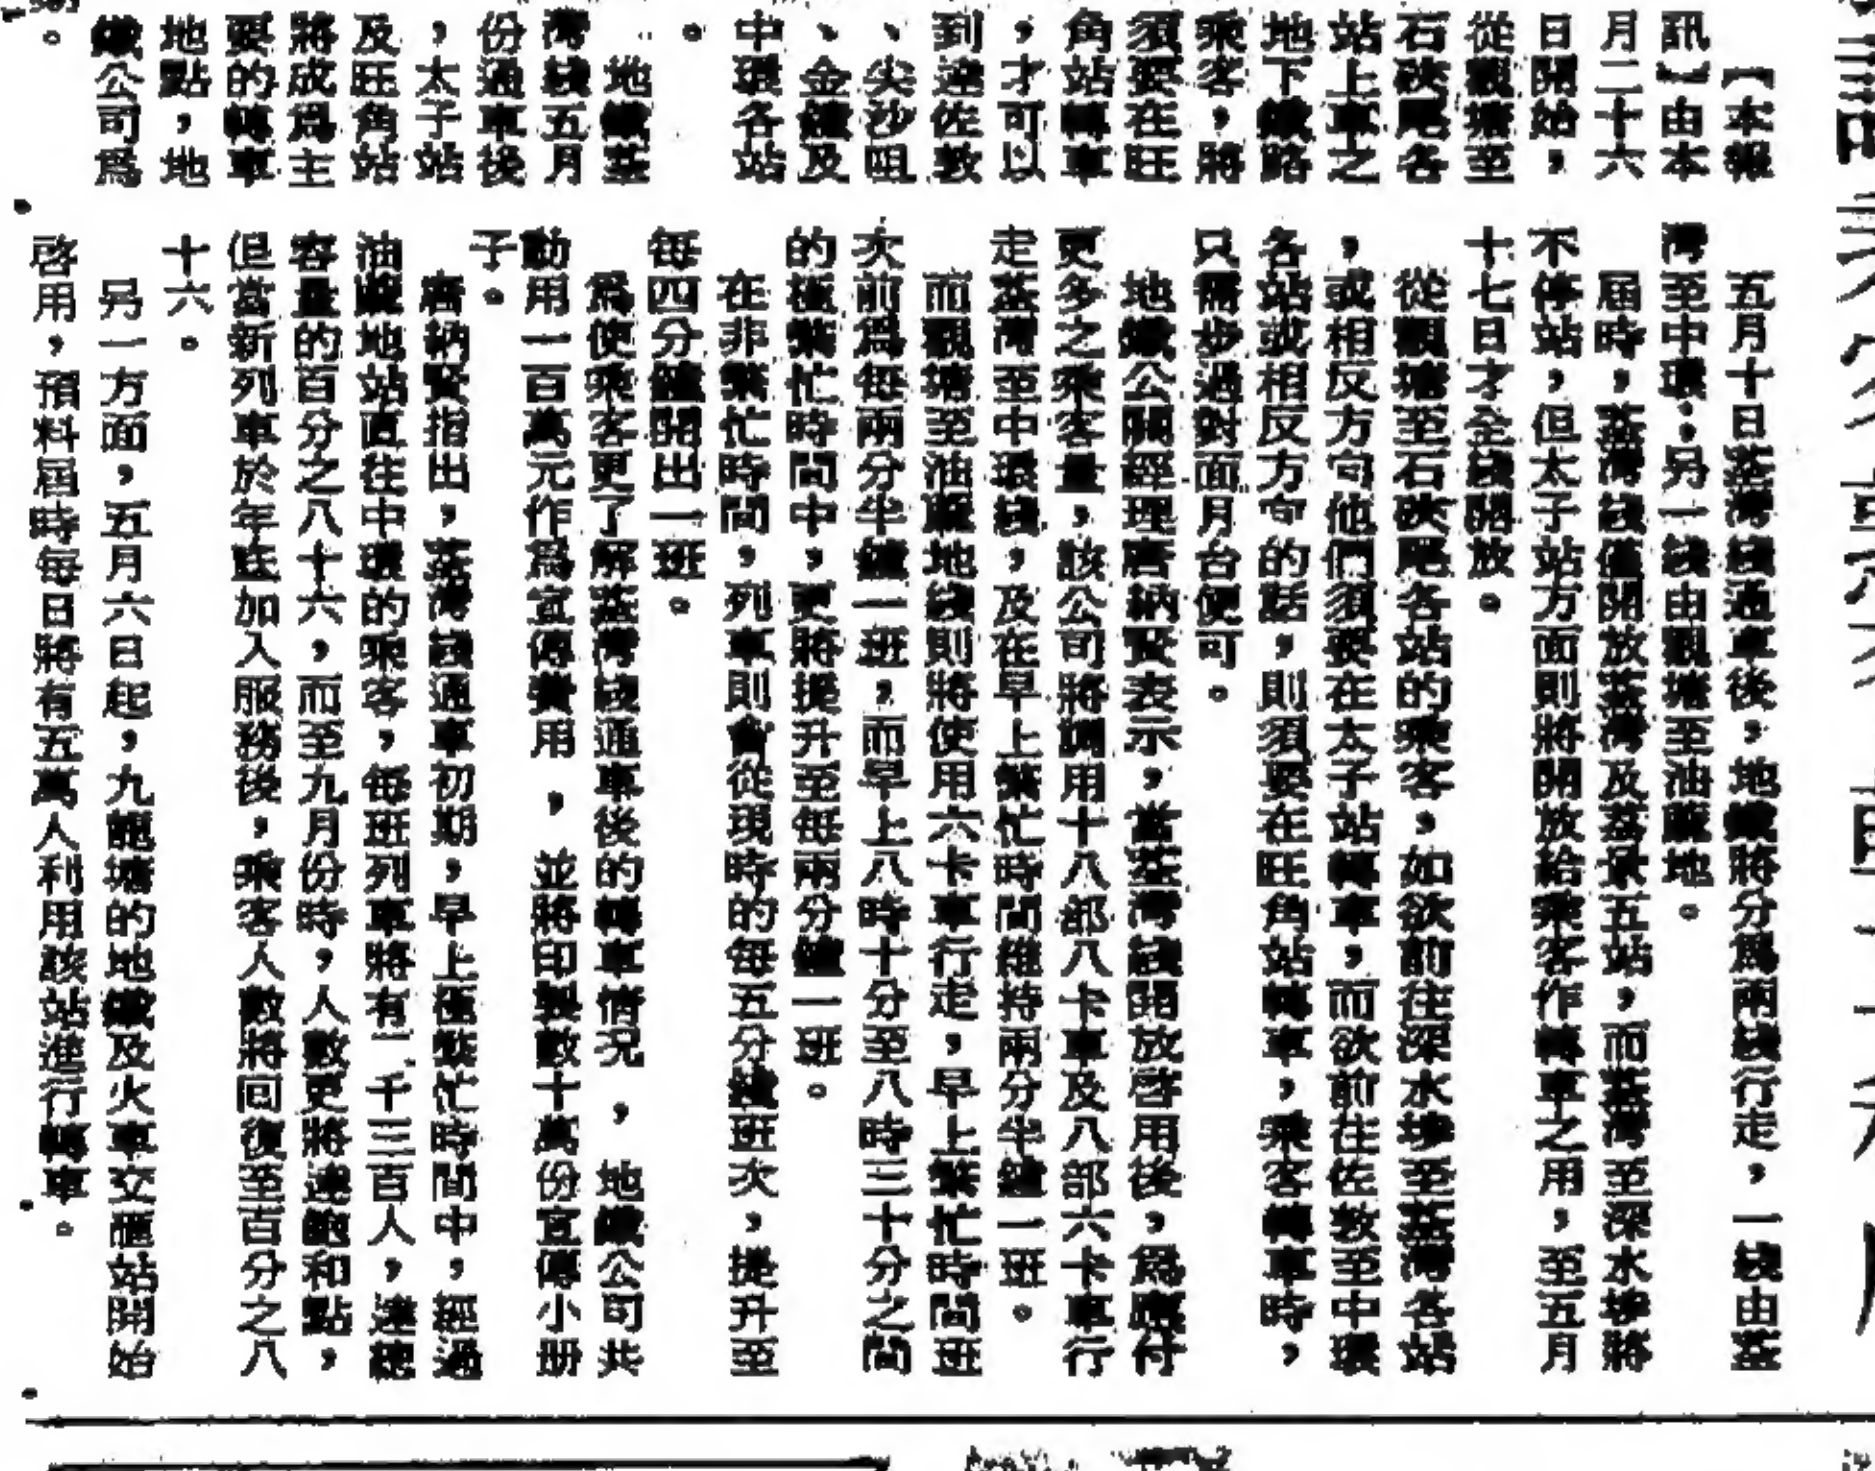 【本報
訊】由本
月二十六
日開始，
從觀塘至
石硤尾各
站上車之
地下鐵路
乘客，將
須要在旺
角站轉車
，才可以
到達佐敦
、尖沙咀
、金鐘及
中環各站
。
地鐵荃
灣綫五月
份通車後
，太子站
及旺角站
將成爲主
要的轉車
地點，地
鐵公司爲
五月十日荃灣綫通車後，地鐵將分爲兩綫行走，一綫由荃
灣至中環；另一綫由觀塘至油蔴地。
屆時，荃灣綫僅開放荃灣及荔景五站，而荃灣至深水埗將
不停站，但太子站方面則將開放給乘客作轉車之用，至五月
十七日才全綫開放。
從觀塘至石硤尾各站的乘客，如欲前往深水埗至荃灣各站
，或相反方向他們須要在太子站轉車，而欲前往佐敦至中環
各站或相反方向的話，則須要在旺角站轉車，乘客轉車時，
只需步過對面月台便可。
地鐵公關經理唐納賢表示，當荃灣綫開放啓用後，爲應付
更多之乘客量，該公司將調用十八部八卡車及八部六卡車行
走荃灣至中環綫，及在早上繁忙時間維持兩分半鐘一班。
而觀塘至油蔴地綫則將使用六卡車行走，早上繁忙時間班
次前爲每兩分半鐘一班，而早上八時十分至八時三十分之間
的極繁忙時間中，更將提升至每兩分鐘一班。
在非繁忙時間，列車則會從現時的每五分鐘班次，提升至
每四分鐘開出一班。
爲使乘客更了解荃灣綫通車後的轉車情况，地鐵公司共
動用一百萬元作爲宣傳費用，並將印製數十萬份宣傳小册
子。
唐納賢指出，荃灣綫通車初期，早上極繁忙時間中，經過
油蔴地站直往中環的乘客，每班列車將有二千三百人，達總
容量的百分之八十六，而至九月份時，人數更將達飽和點，
但當新列車於年底加入服務後，乘客人數將回復至百分之八
十六。
另一方面，五月六日起，九龍塘的地鐵及火車交匯站開始
啓用，預料屆時每日將有五萬人利用該站進行轉車。